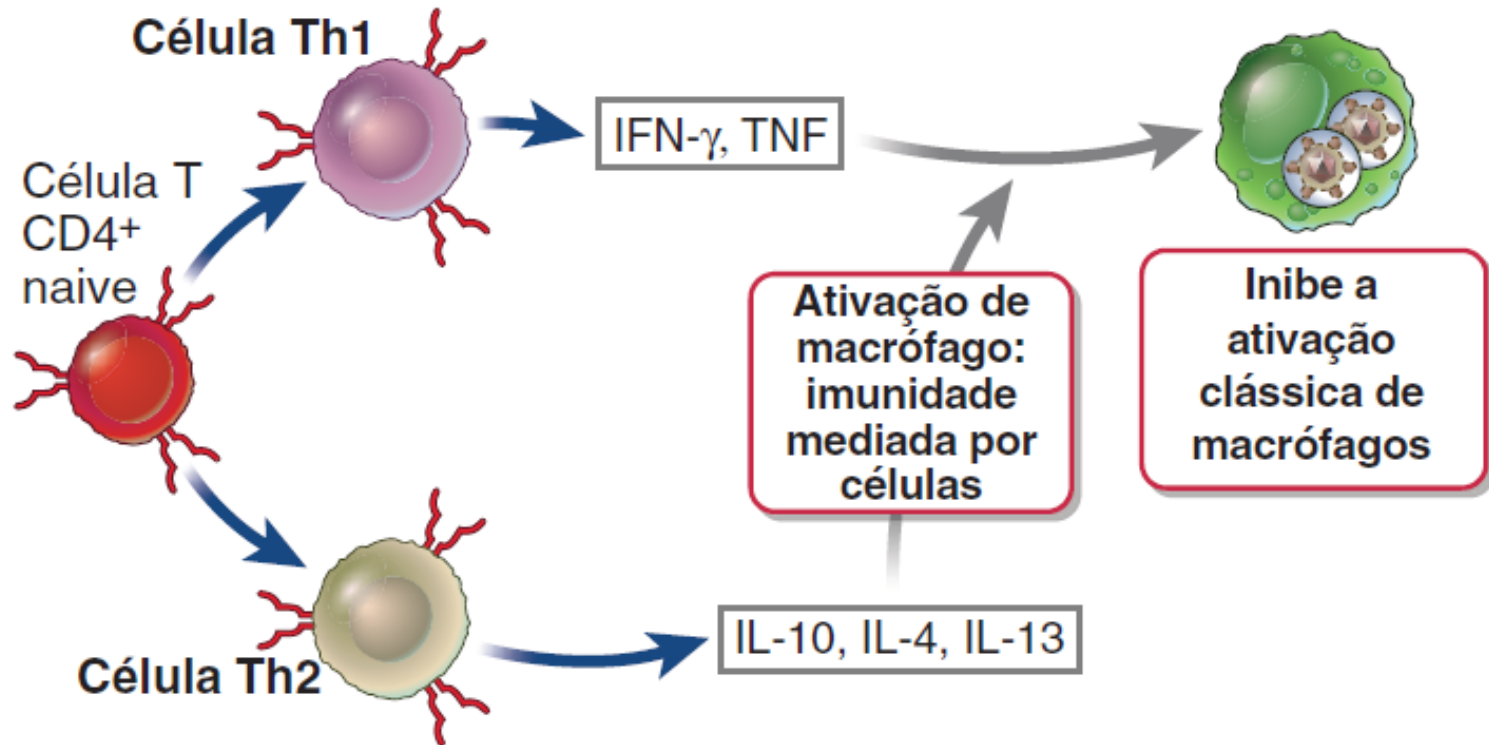 Célula Th1
IFN-γ, TNF
Célula T
CD4+
naive
Ativação de
macrófago:
imunidade
mediada por
células
Inibe a
ativação
clássica de
macrófagos
IL-10, IL-4, IL-13
Célula Th2